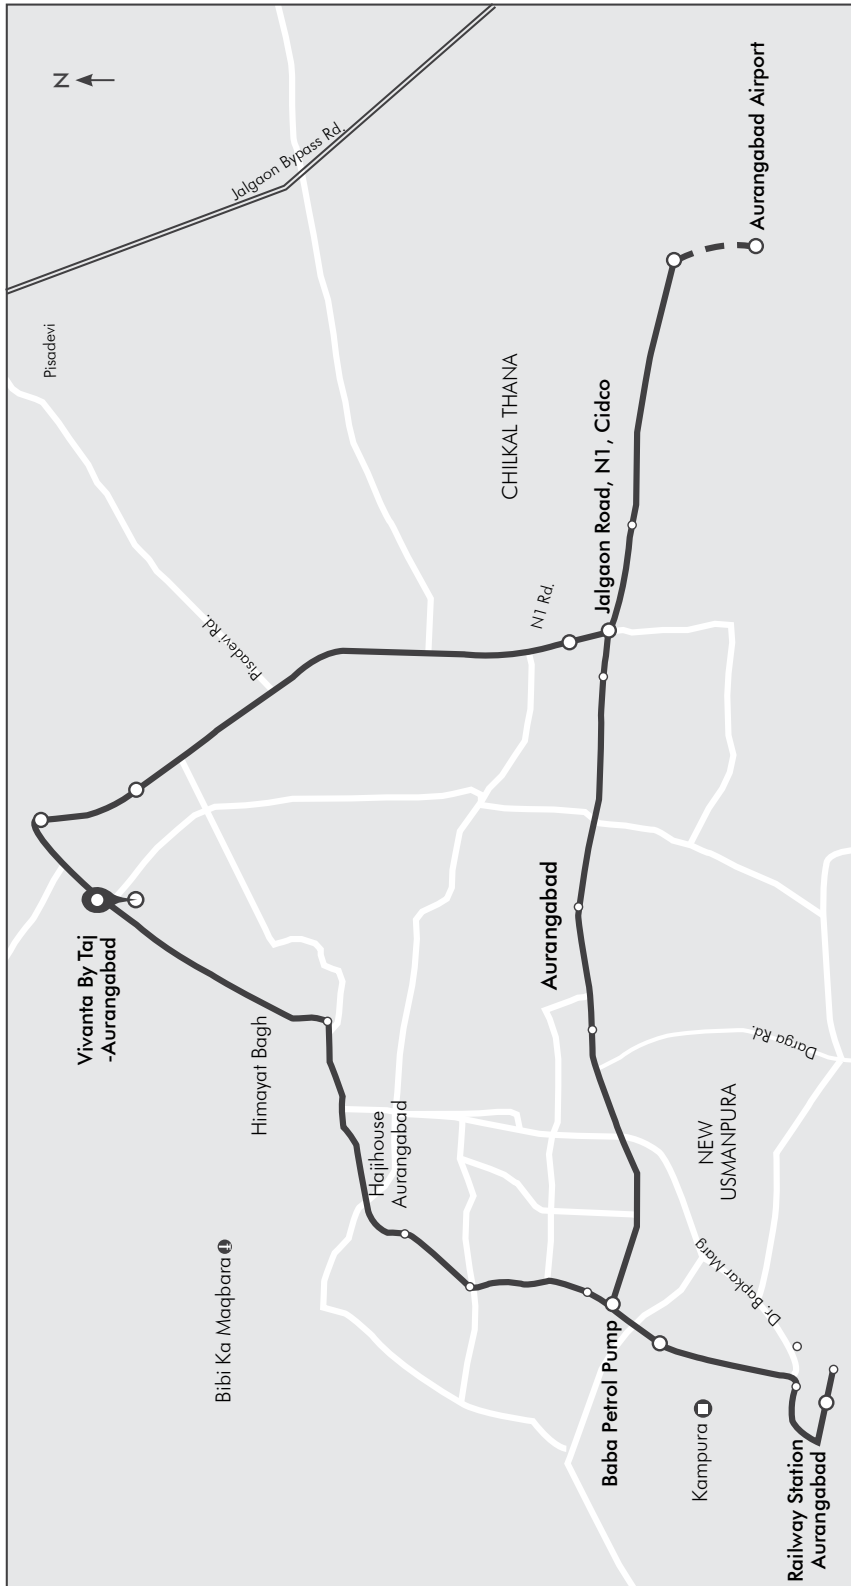 N
Jalgaon Bypass Rd.
Pisadevi
Aurangabad Airport
CHILKAL THANA
Jalgaon Road, N1, Cidco
N1 Rd.
Pisadevi Rd.
Vivanta By Taj
-Aurangabad
Aurangabad
Himayat Bagh
Darga Rd.
Hajihouse
Aurangabad
NEW
USMANPURA
Bibi Ka Maqbara
Dr. Bapkar Marg
Baba Petrol Pump
Kampura
Railway Station
Aurangabad